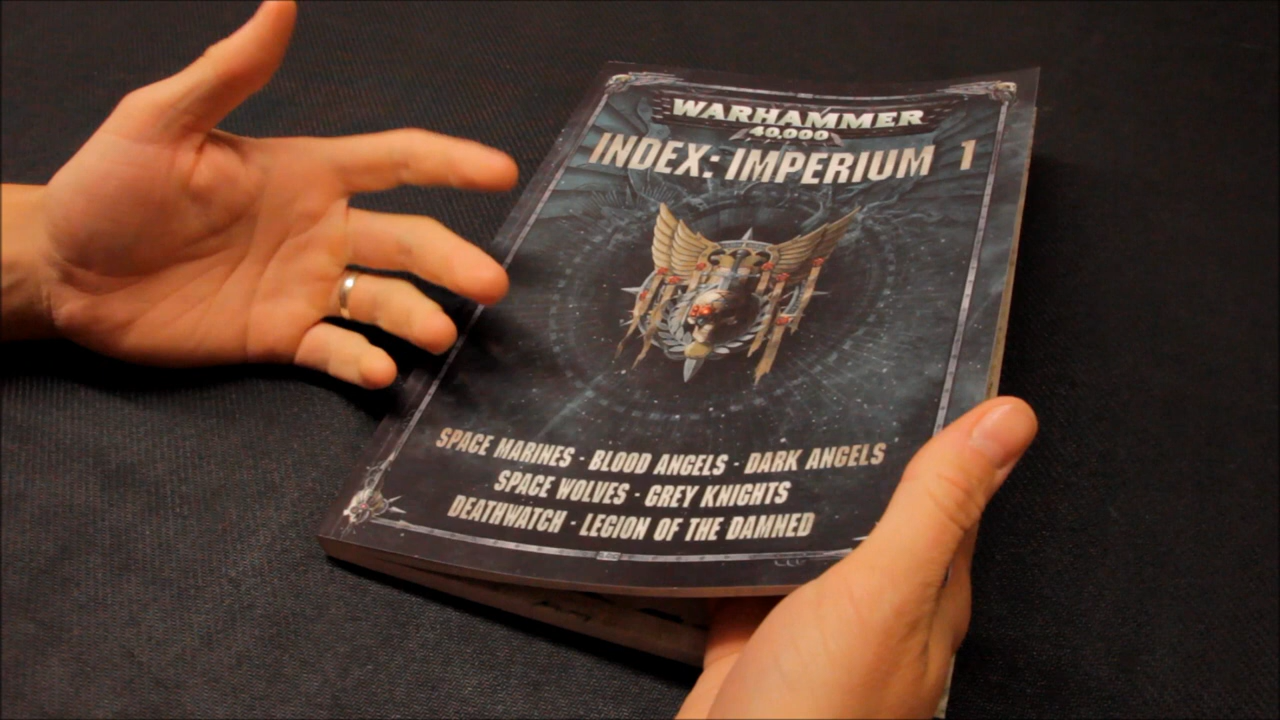 WARHAMMER
40,000
INDEX: IMPERIUM 1
SPACE MARINES · BLOOD ANGELS · DARK ANGELS
SPACE WOLVES · GREY KNIGHTS
DEATHWATCH · LEGION OF THE DAMNED